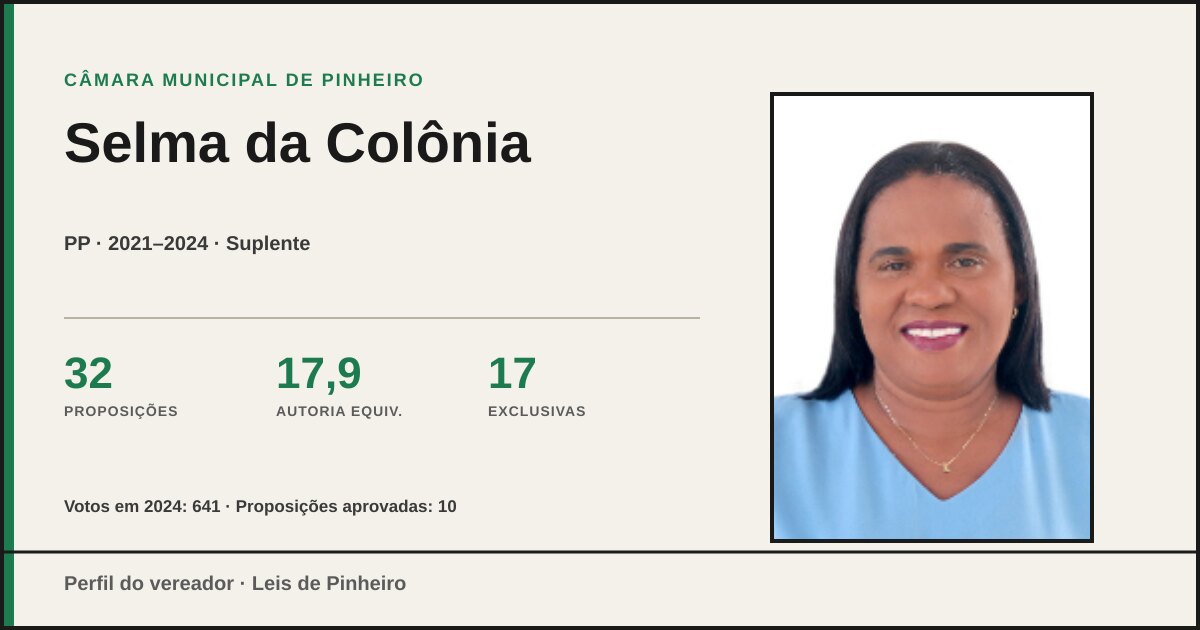 CÂMARA MUNICIPAL DE PINHEIRO
Selma da Colônia
PP · 2021–2024 · Suplente
32
PROPOSIÇÕES
17,9
AUTORIA EQUIV.
17
EXCLUSIVAS
Votos em 2024: 641 · Proposições aprovadas: 10
Perfil do vereador · Leis de Pinheiro